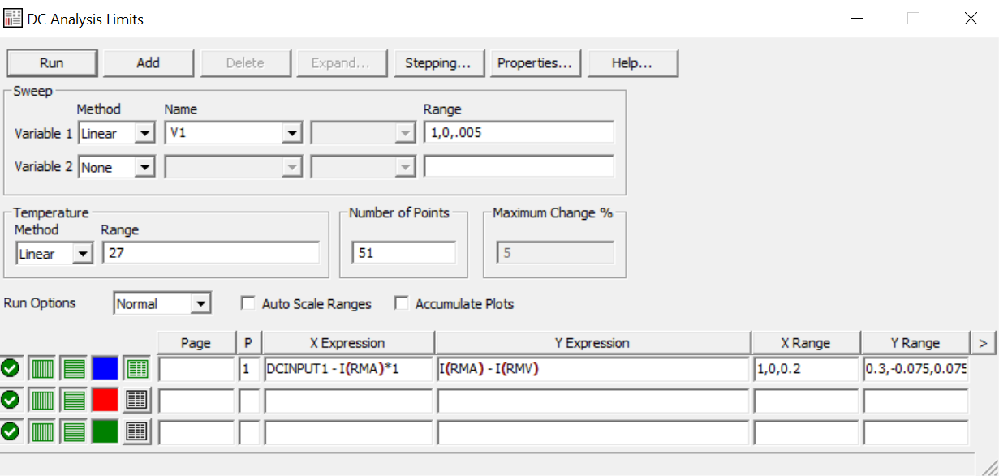 DC Analysis Limits
Run Add Delete Expand... Stepping... Properties... Help...
Sweep
Method Name Range
Variable 1 Linear V1 1,0,.005
Variable 2 None
Temperature Number of Points Maximum Change %
Method Range
Linear 27 51 5
Run Options Normal Auto Scale Ranges Accumulate Plots
Page P X Expression Y Expression X Range Y Range >
1 DCINPUT1 - I(RMA)*1 I(RMA) - I(RMV) 1,0,0.2 0.3,-0.075,0.075